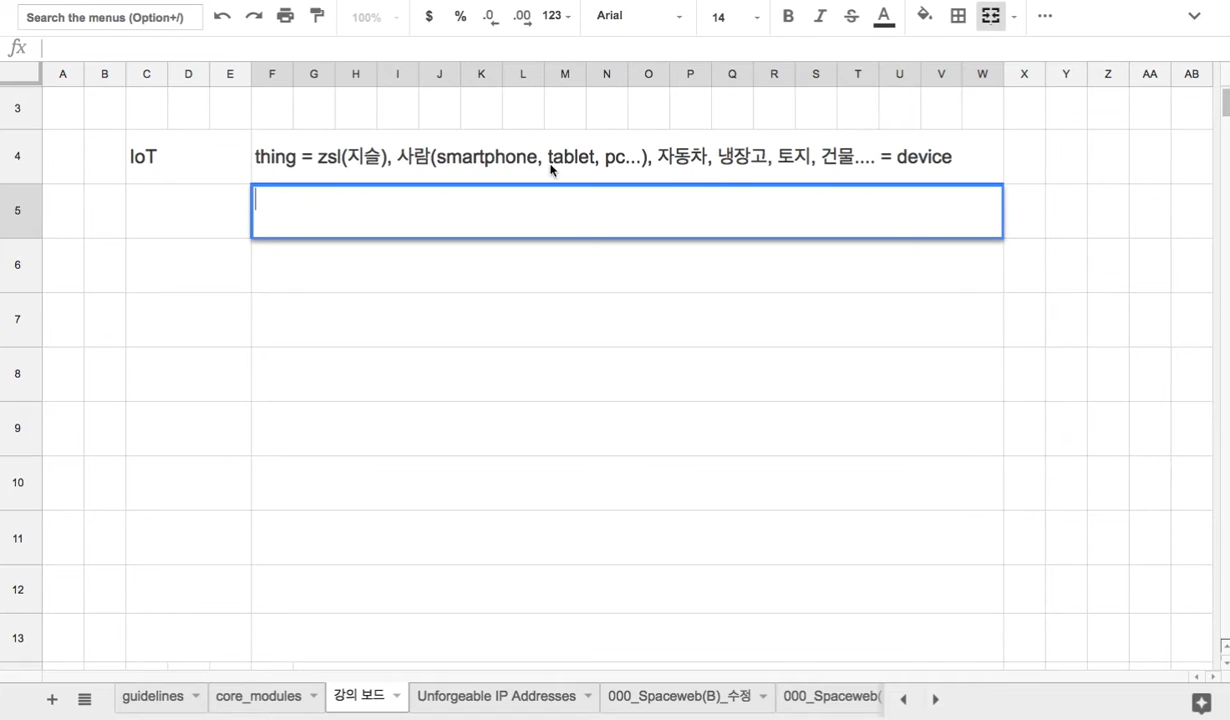 Search the menus (Option+/) 100% $ % .0 .00 123 Arial 14 B I S A ...
fx
A B C D E F G H I J K L M N O P Q R S T U V W X Y Z AA AB
3
4 IoT thing = zsl(지슬), 사람(smartphone, tablet, pc...), 자동차, 냉장고, 토지, 건물.... = device
5
6
7
8
9
10
11
12
13
guidelines core_modules 강의 보드 Unforgeable IP Addresses 000_Spaceweb(B)_수정 000_Spaceweb(